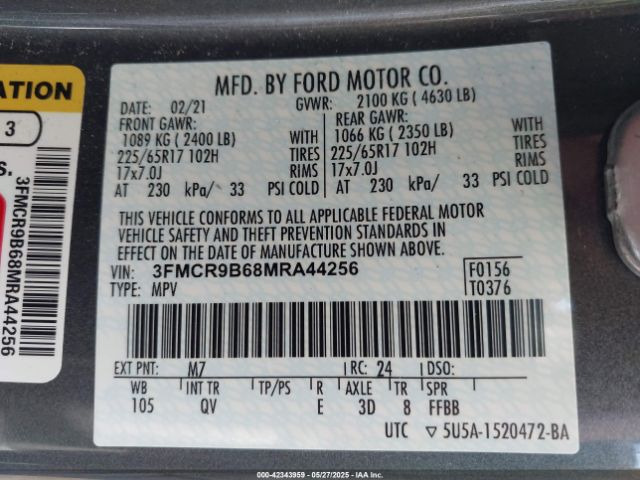 ATION
3
S.
3FMCR9B68MRA44256
MFD. BY FORD MOTOR CO.
DATE: 02/21 GVWR: 2100 KG ( 4630 LB)
FRONT GAWR: REAR GAWR:
1089 KG ( 2400 LB) WITH 1066 KG ( 2350 LB) WITH
225/65R17 102H TIRES 225/65R17 102H TIRES
17x7.0J RIMS 17x7.0J RIMS
AT 230 kPa/ 33 PSI COLD AT 230 kPa/ 33 PSI COLD
THIS VEHICLE CONFORMS TO ALL APPLICABLE FEDERAL MOTOR
VEHICLE SAFETY AND THEFT PREVENTION STANDARDS IN
EFFECT ON THE DATE OF MANUFACTURE SHOWN ABOVE.
VIN: 3FMCR9B68MRA44256 F0156
TYPE: MPV T0376
EXT PNT: M7 RC: 24 DSO:
WB INT TR TP/PS R AXLE TR SPR
105 QV E 3D 8 FFBB
UTC ▽ 5U5A-1520472-BA
© 2025 IAA Holdings, LLC. 42343959 05/27/2025